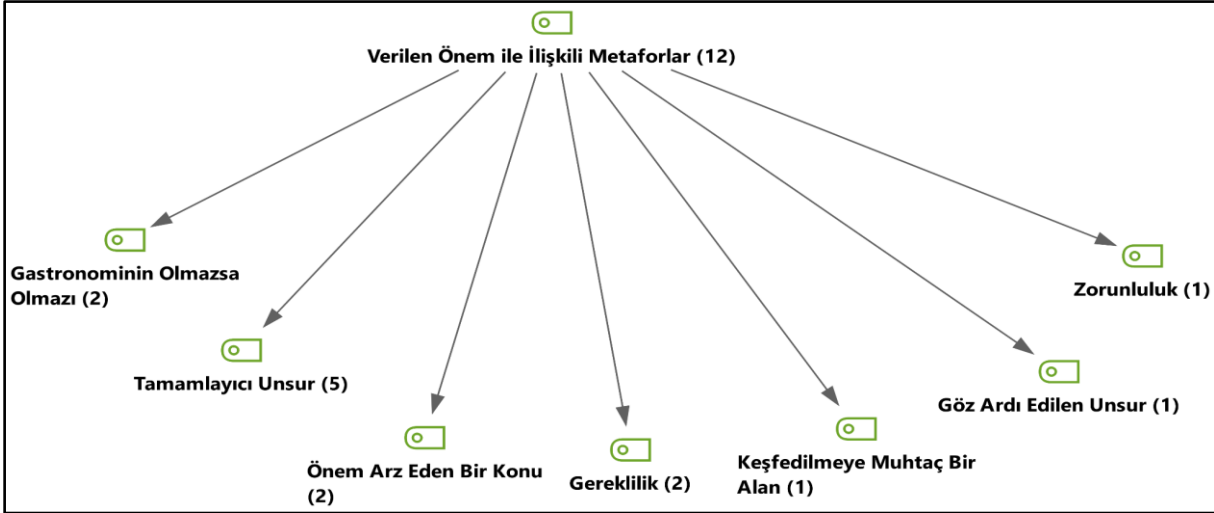 Verilen Önem ile İlişkili Metaforlar (12)
Gastronominin Olmazsa
Olmazı (2)
Tamamlayıcı Unsur (5)
Önem Arz Eden Bir Konu
(2)
Gereklilik (2)
Keşfedilmeye Muhtaç Bir
Alan (1)
Göz Ardı Edilen Unsur (1)
Zorunluluk (1)